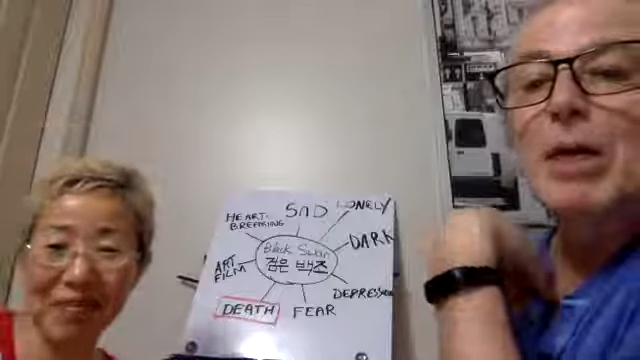 SAD
LONELY
HEART-
BREAKING
DARK
Black Swan
검은 백조
ART
FILM
DEPRESSION
DEATH
FEAR